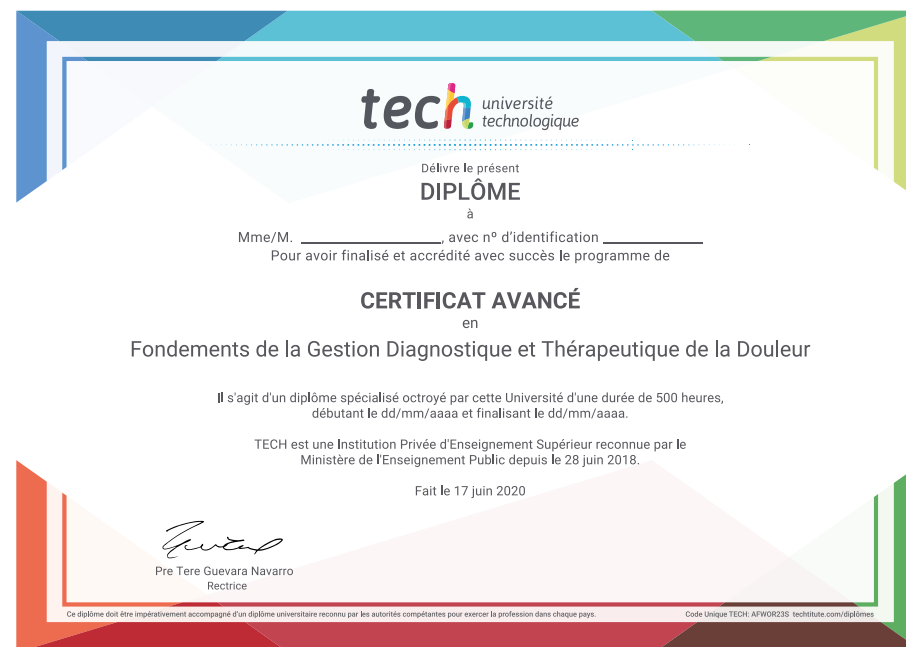 tech université
technologique
Délivre le présent
DIPLÔME
à
Mme/M. ____________________, avec nº d'identification ______________
Pour avoir finalisé et accrédité avec succès le programme de
CERTIFICAT AVANCÉ
en
Fondements de la Gestion Diagnostique et Thérapeutique de la Douleur
Il s'agit d'un diplôme spécialisé octroyé par cette Université d'une durée de 500 heures,
débutant le dd/mm/aaaa et finalisant le dd/mm/aaaa.
TECH est une Institution Privée d'Enseignement Supérieur reconnue par le
Ministère de l'Enseignement Public depuis le 28 juin 2018.
Fait le 17 juin 2020
Pre Tere Guevara Navarro
Rectrice
Ce diplôme doit être impérativement accompagné d'un diplôme universitaire reconnu par les autorités compétentes pour exercer la profession dans chaque pays.
Code Unique TECH: AFWOR23S techtitute.com/diplômes